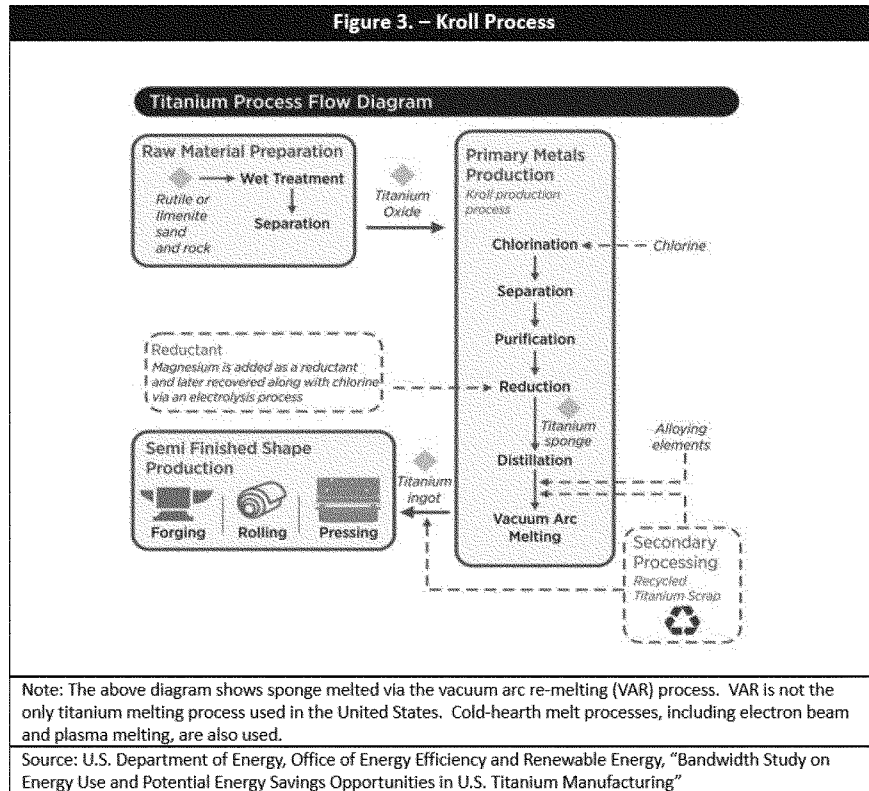 Figure 3. – Kroll Process
Titanium Process Flow Diagram
Raw Material Preparation
Wet Treatment
Rutile or
limenite
sand
and rock
Separation
Titanium
Oxide
Primary Metals
Production
Kroll production
process
Chlorination
Chlorine
Separation
Purification
Reductant
Magnesium is added as a reductant
and later recovered along with chlorine
via an electrolysis process
Reduction
Titanium
sponge
Alloying
elements
Distillation
Semi Finished Shape
Production
Forging
Rolling
Pressing
Titanium
ingot
Vacuum Arc
Melting
Secondary
Processing
Recycled
Titanium Scrap
Note: The above diagram shows sponge melted via the vacuum arc re-melting (VAR) process. VAR is not the
only titanium melting process used in the United States. Cold-hearth melt processes, including electron beam
and plasma melting, are also used.
Source: U.S. Department of Energy, Office of Energy Efficiency and Renewable Energy, “Bandwidth Study on
Energy Use and Potential Energy Savings Opportunities in U.S. Titanium Manufacturing”